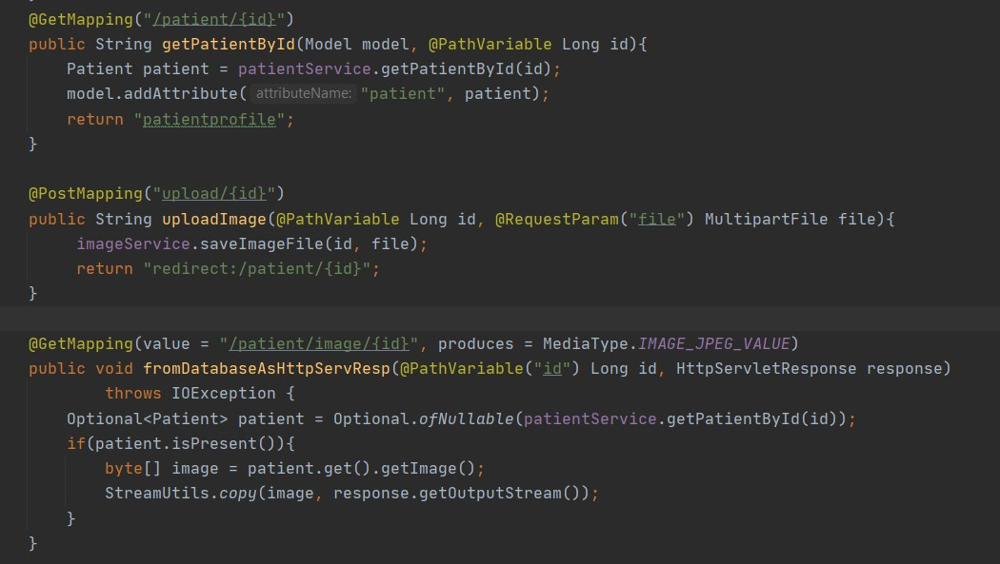 @GetMapping("/patient/{id}")
public String getPatientById(Model model, @PathVariable Long id){
Patient patient = patientService.getPatientById(id);
model.addAttribute( attributeName: "patient", patient);
return "patientprofile";
}
@PostMapping("upload/{id}")
public String uploadImage(@PathVariable Long id, @RequestParam("file") MultipartFile file){
imageService.saveImageFile(id, file);
return "redirect:/patient/{id}";
}
@GetMapping(value = "/patient/image/{id}", produces = MediaType.IMAGE_JPEG_VALUE)
public void fromDatabaseAsHttpServResp(@PathVariable("id") Long id, HttpServletResponse response)
throws IOException {
Optional<Patient> patient = Optional.ofNullable(patientService.getPatientById(id));
if(patient.isPresent()){
byte[] image = patient.get().getImage();
StreamUtils.copy(image, response.getOutputStream());
}
}